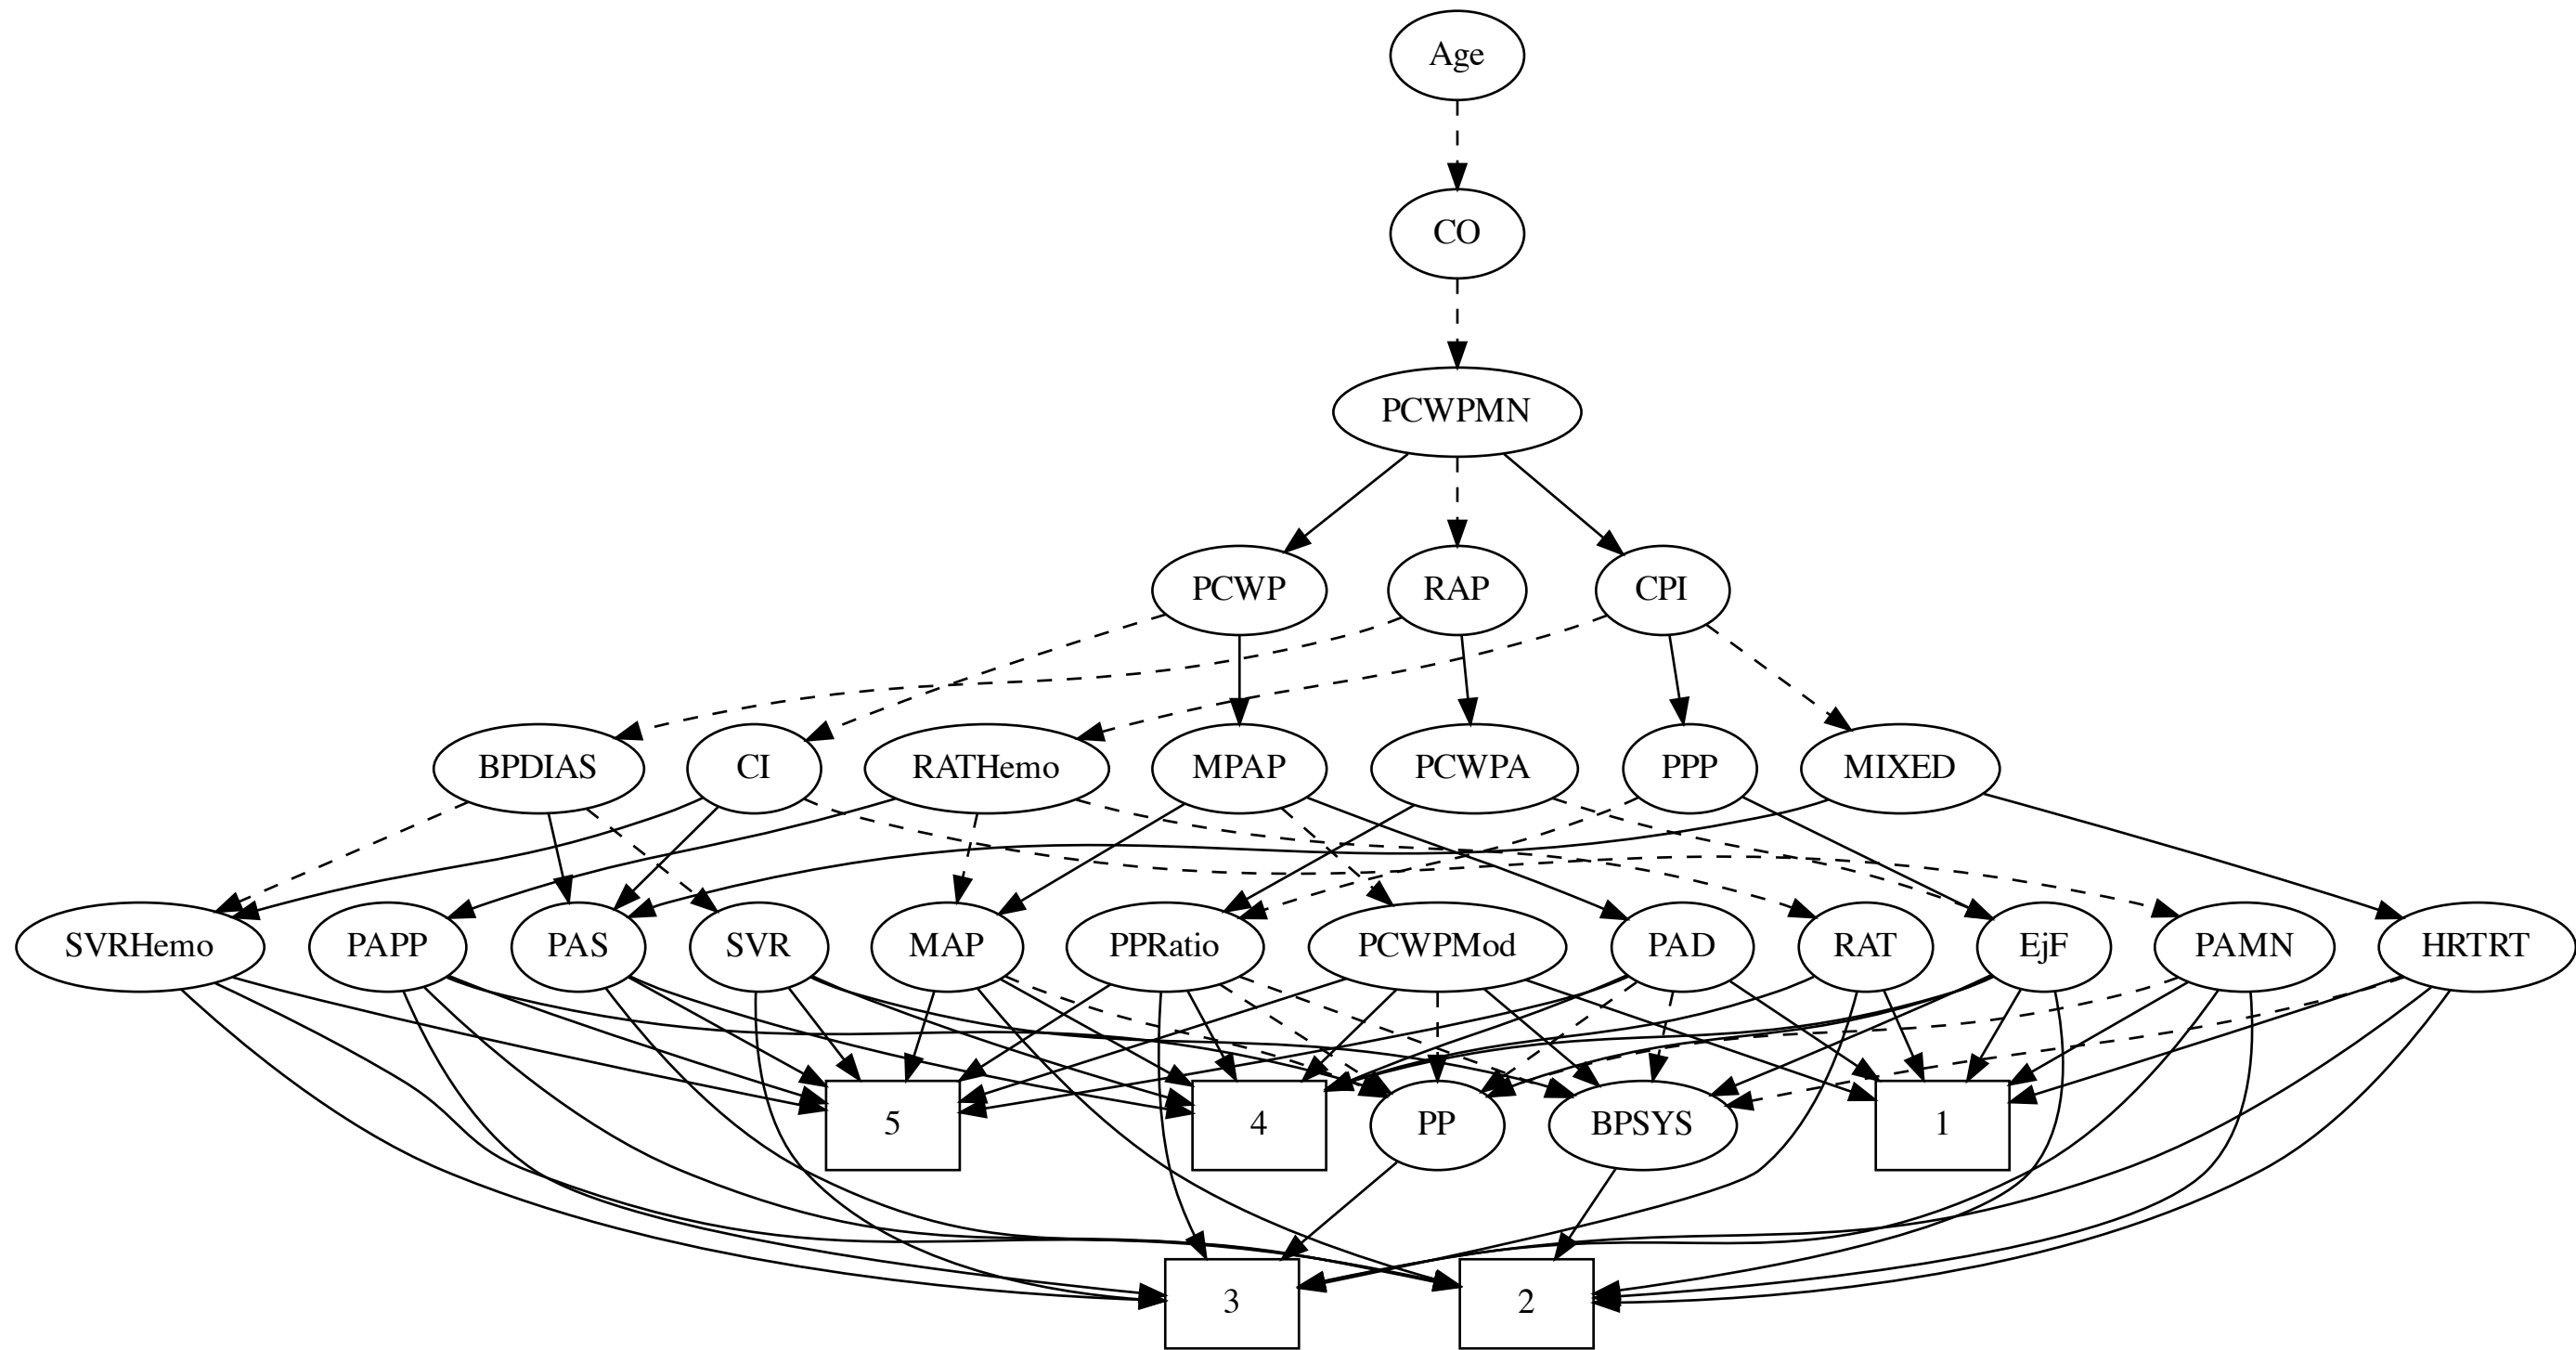 Age
CO
PCWPMN
PCWP
RAP
CPI
BPDIAS
CI
RATHemo
MPAP
PCWPA
PPP
MIXED
SVRHemo
PAPP
PAS
SVR
MAP
PPRatio
PCWPMod
PAD
RAT
EjF
PAMN
HRTRT
5
4
PP
BPSYS
1
3
2